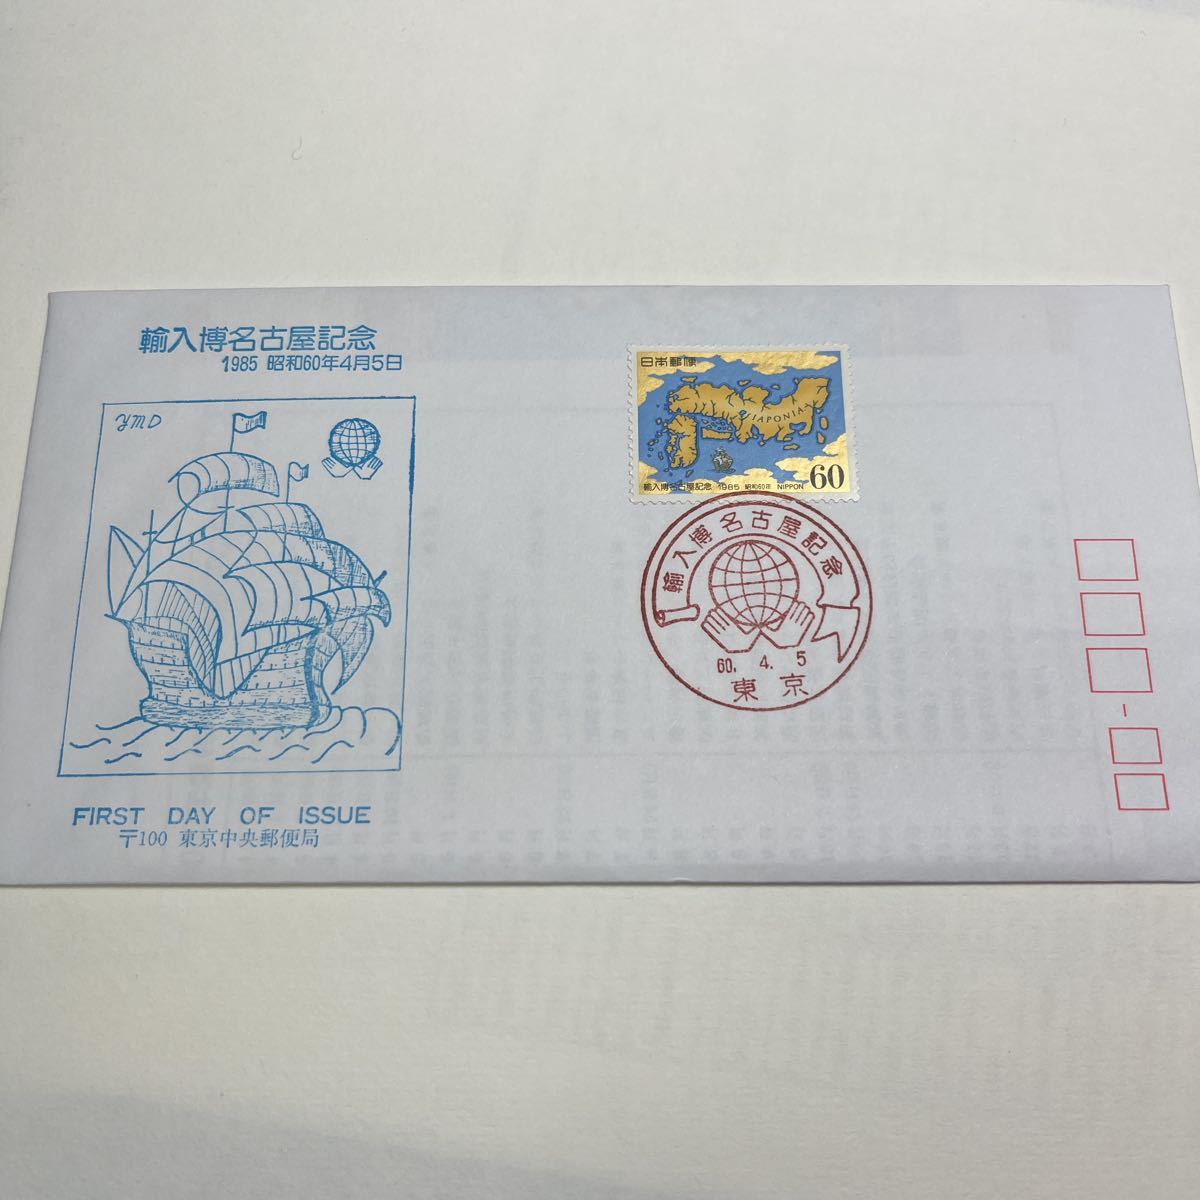 輸入博名古屋記念
1985 昭和60年4月5日
YMD
FIRST DAY OF ISSUE
〒100 東京中央郵便局
日本郵便
IAPONIA
輸入博名古屋記念 1985 昭和60年 NIPPON 60
輸入博名古屋記念
60. 4. 5
東京